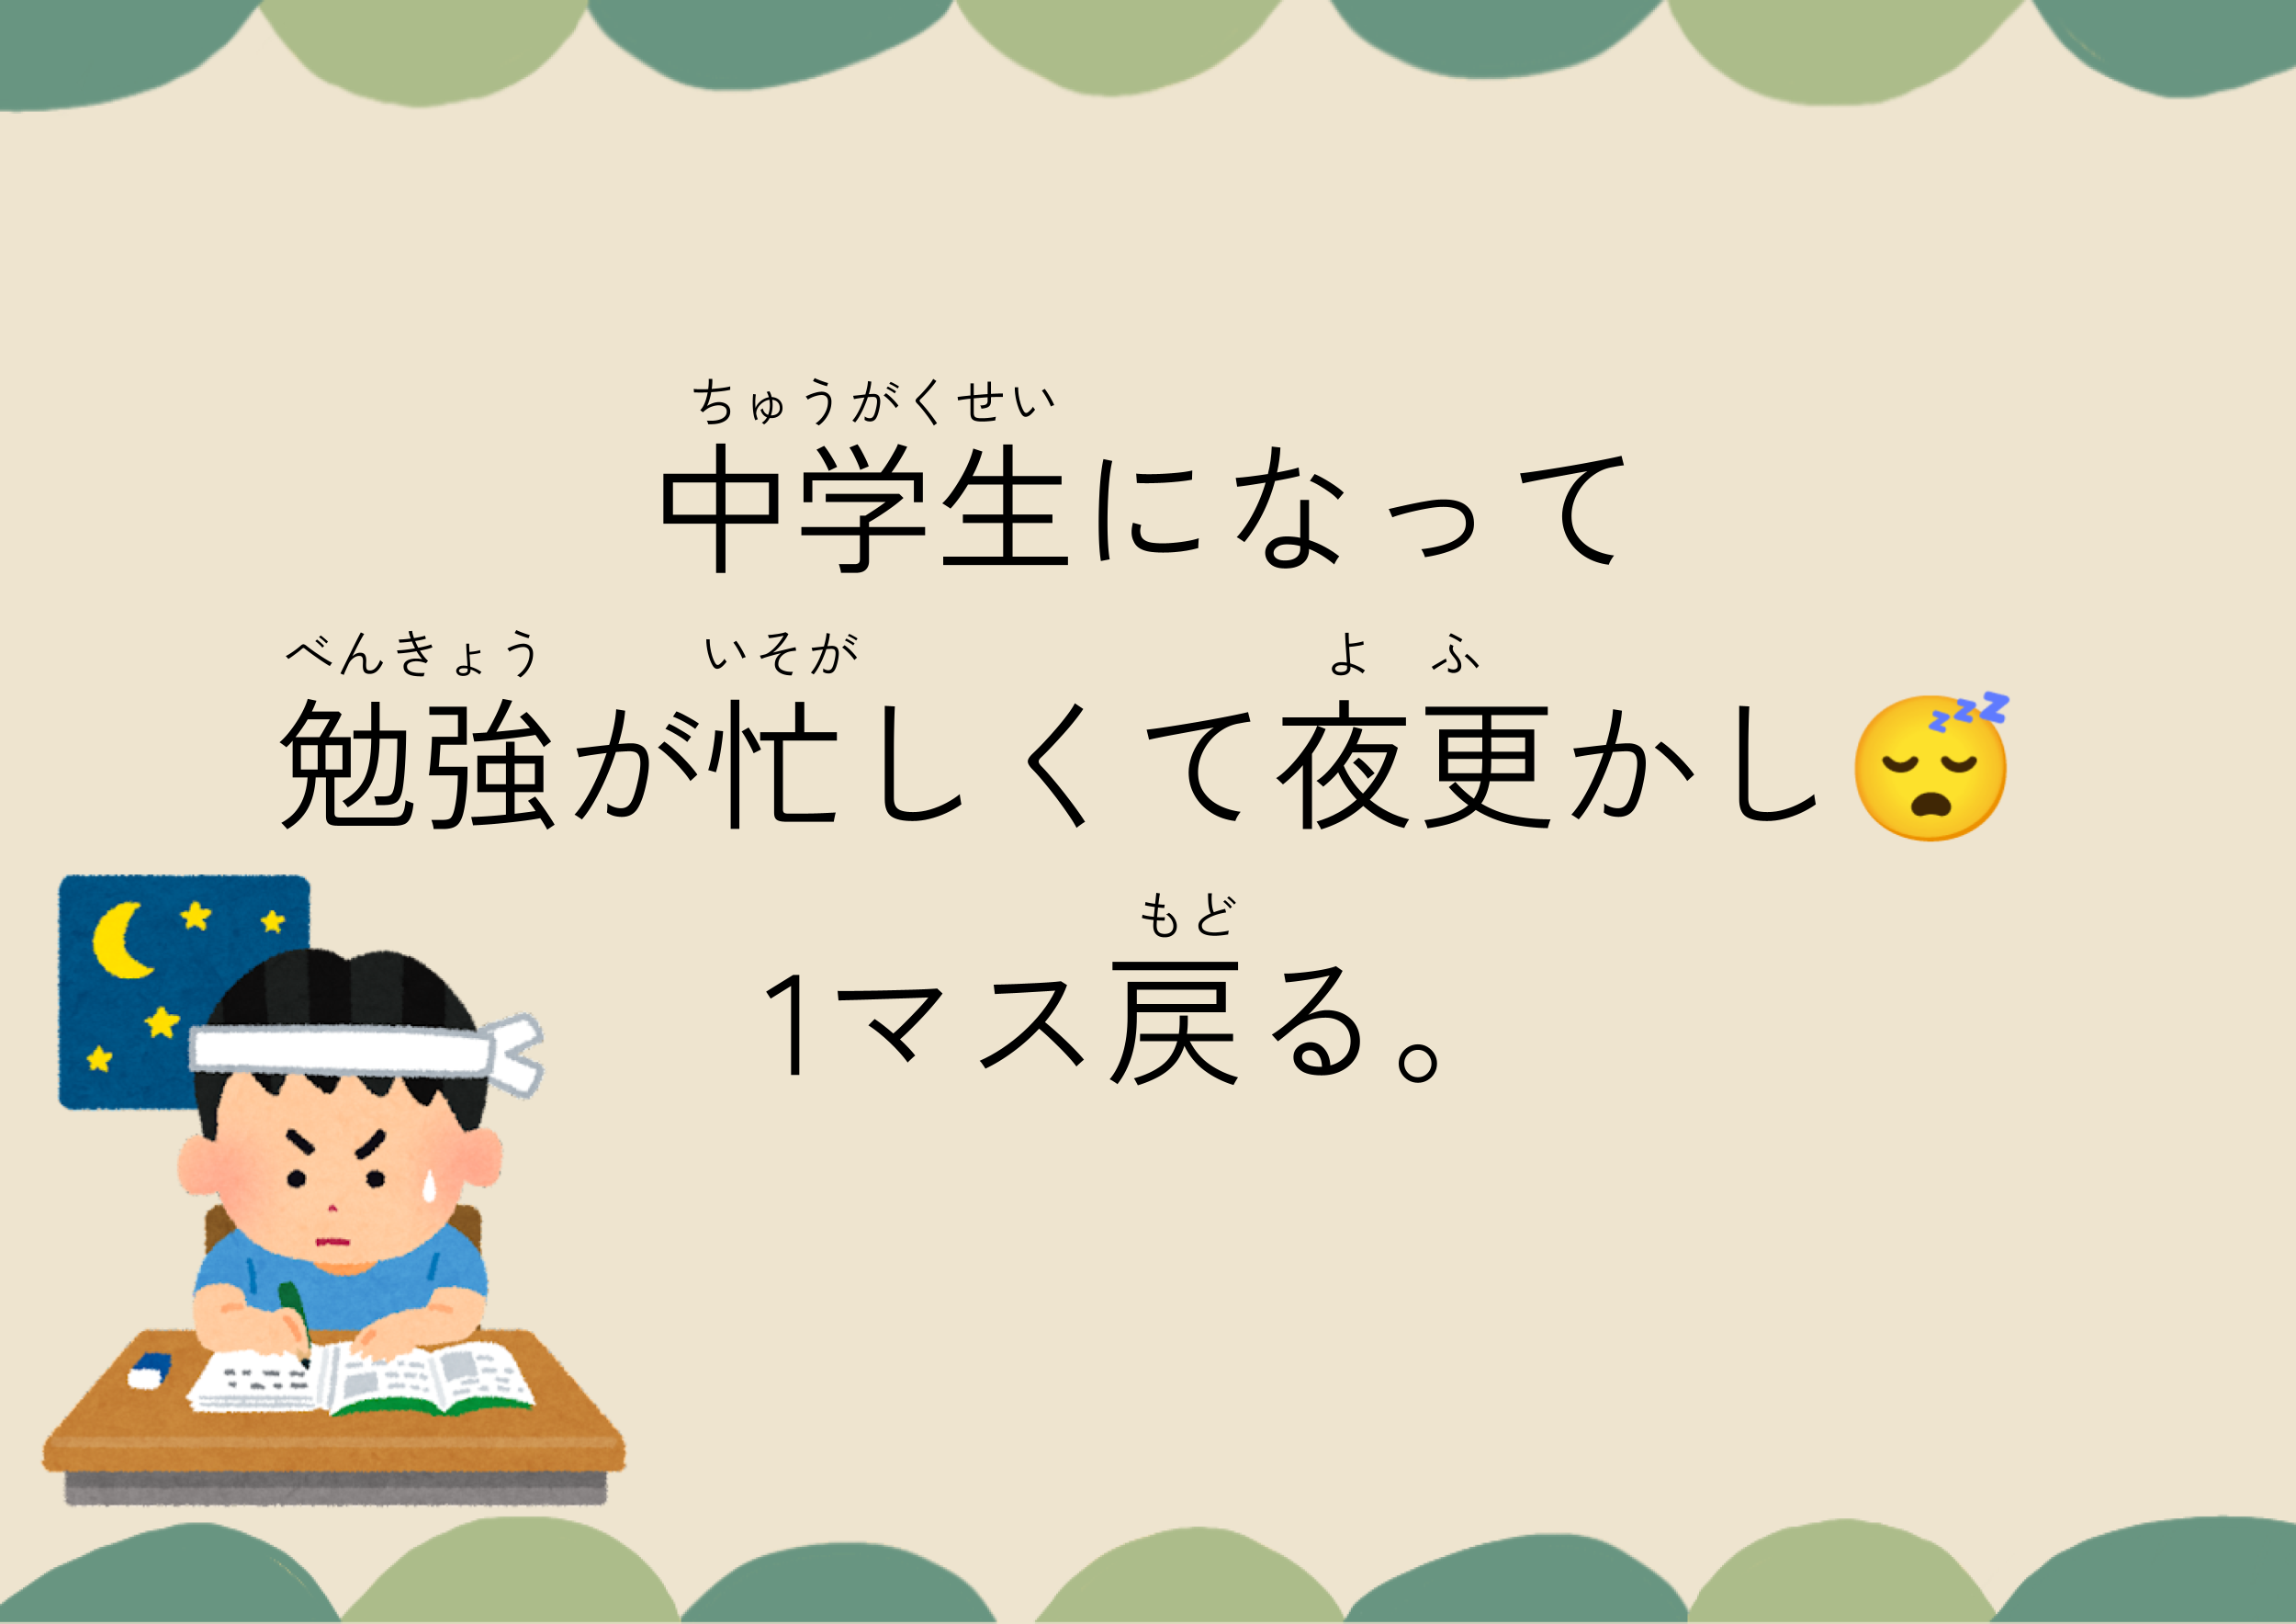 ちゅうがくせい
中学生になって
べんきょう いそが よ ふ
勉強が忙しくて夜更かし😴
もど
1マス戻る。